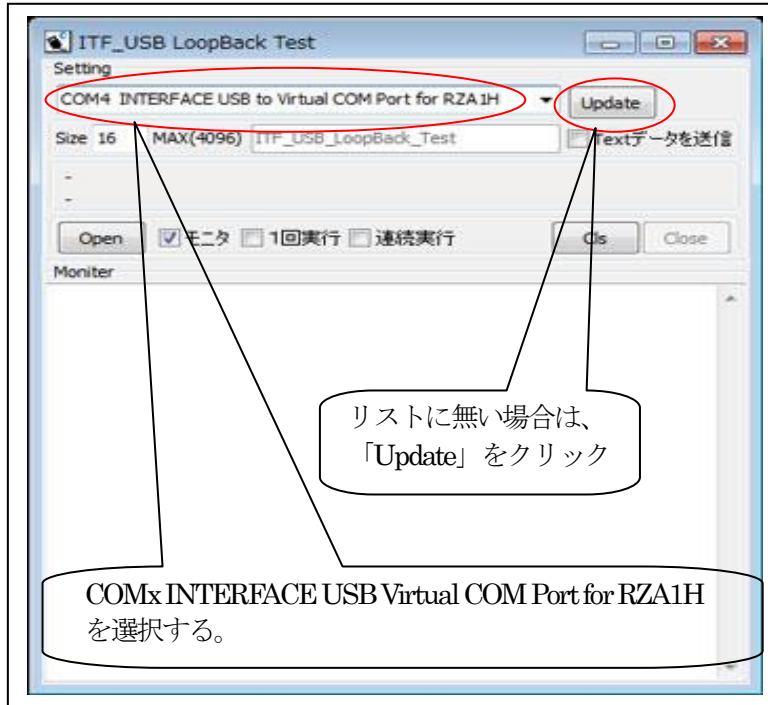 ITF_USB LoopBack Test
Setting
COM4 INTERFACE USB to Virtual COM Port for RZA1H
Update
Size 16 MAX(4096) ITF_USB_LoopBack_Test Textデータを送信
-
-
Open モニタ 1回実行 連続実行 Cls Close
Moniter
リストに無い場合は、
「Update」をクリック
COMx INTERFACE USB Virtual COM Port for RZA1H
を選択する。